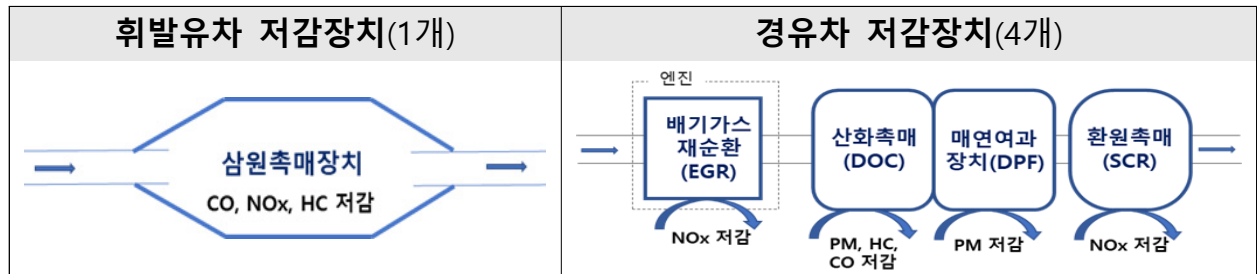 휘발유차 저감장치(1개)
경유차 저감장치(4개)
삼원촉매장치
CO, NOx, HC 저감
엔진
배기가스
재순환
(EGR)
NOx 저감
산화촉매
(DOC)
PM, HC,
CO 저감
매연여과
장치(DPF)
PM 저감
환원촉매
(SCR)
NOx 저감